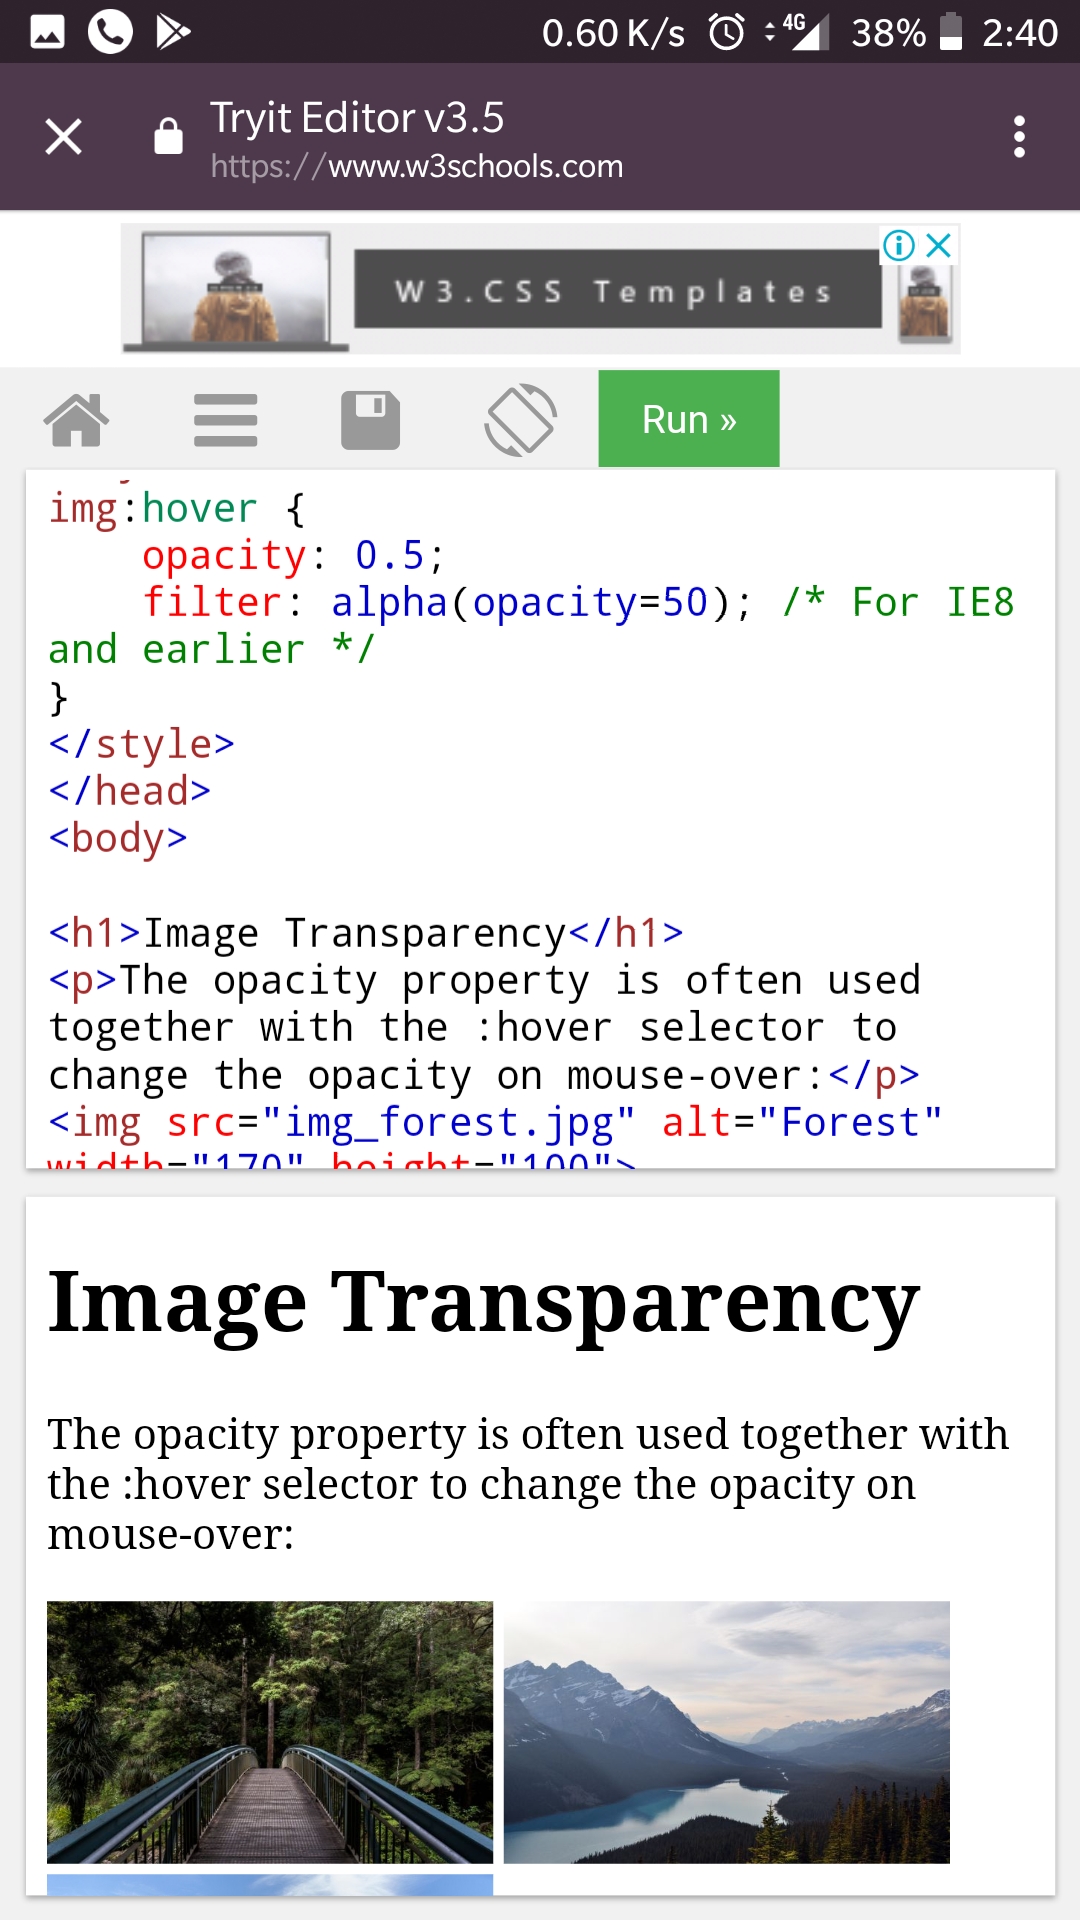 0.60 K/s 4G 38% 2:40
Tryit Editor v3.5
https://www.w3schools.com
W3.CSS Templates
Run »
img:hover {
opacity: 0.5;
filter: alpha(opacity=50); /* For IE8
and earlier */
}
</style>
</head>
<body>
<h1>Image Transparency</h1>
<p>The opacity property is often used
together with the :hover selector to
change the opacity on mouse-over:</p>
<img src="img_forest.jpg" alt="Forest"
width="170" height="100">
Image Transparency
The opacity property is often used together with
the :hover selector to change the opacity on
mouse-over: